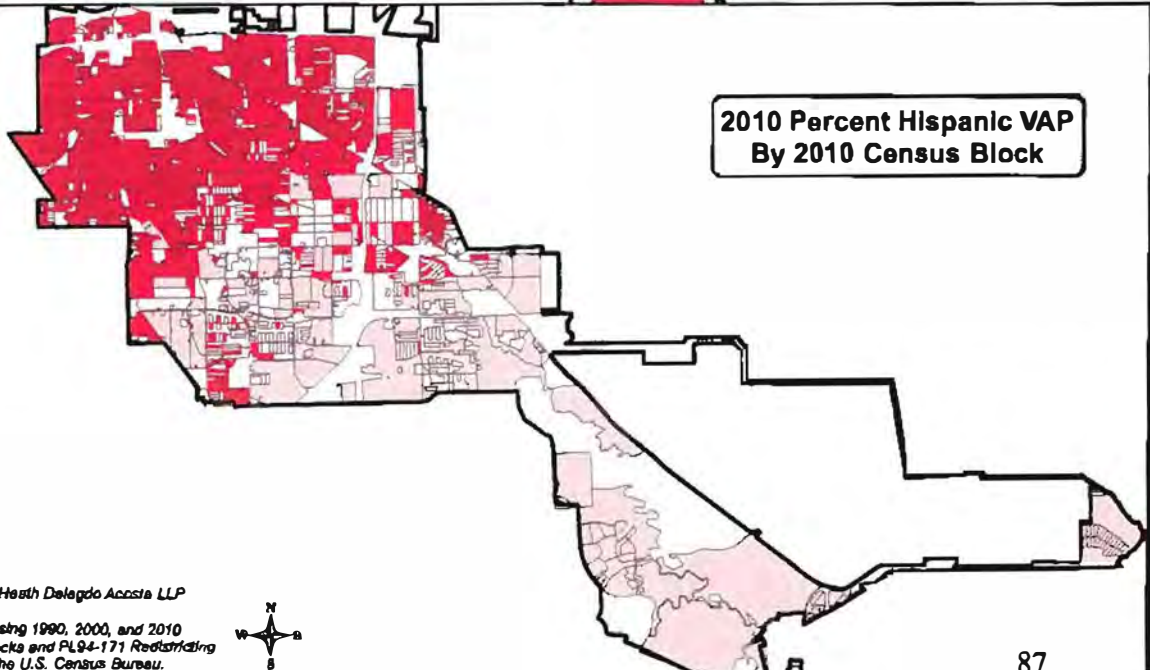 2010 Percent Hispanic VAP
By 2010 Census Block
Heath Delagdo Acosta LLP
sing 1990, 2000, and 2010
cks and PL94-171 Redistricting
he U.S. Census Bureau.
N
W
S
87